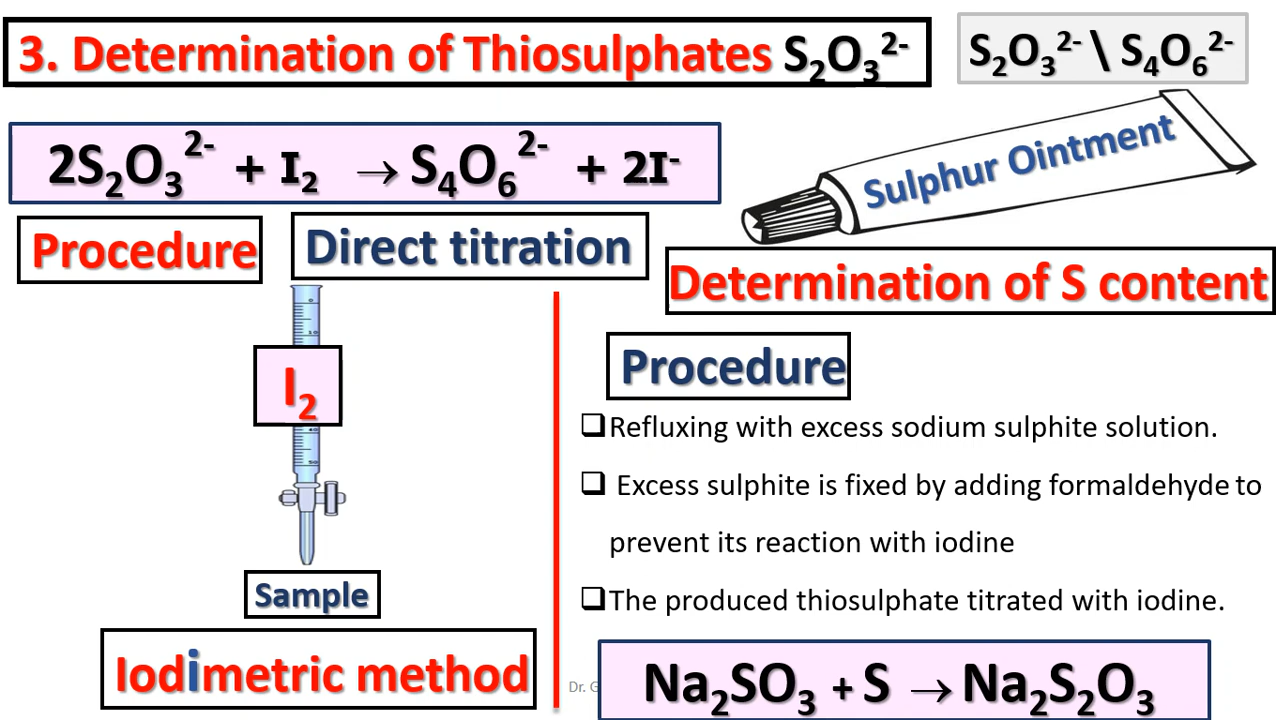 3. Determination of Thiosulphates S₂O₃²⁻
S₂O₃²⁻ \ S₄O₆²⁻
2S₂O₃²⁻ + I₂ → S₄O₆²⁻ + 2I⁻
Sulphur Ointment
Procedure
Direct titration
Determination of S content
I₂
Sample
Iodimetric method
Procedure
❑Refluxing with excess sodium sulphite solution.
❑ Excess sulphite is fixed by adding formaldehyde to
prevent its reaction with iodine
❑The produced thiosulphate titrated with iodine.
Dr.
Na₂SO₃ + S → Na₂S₂O₃